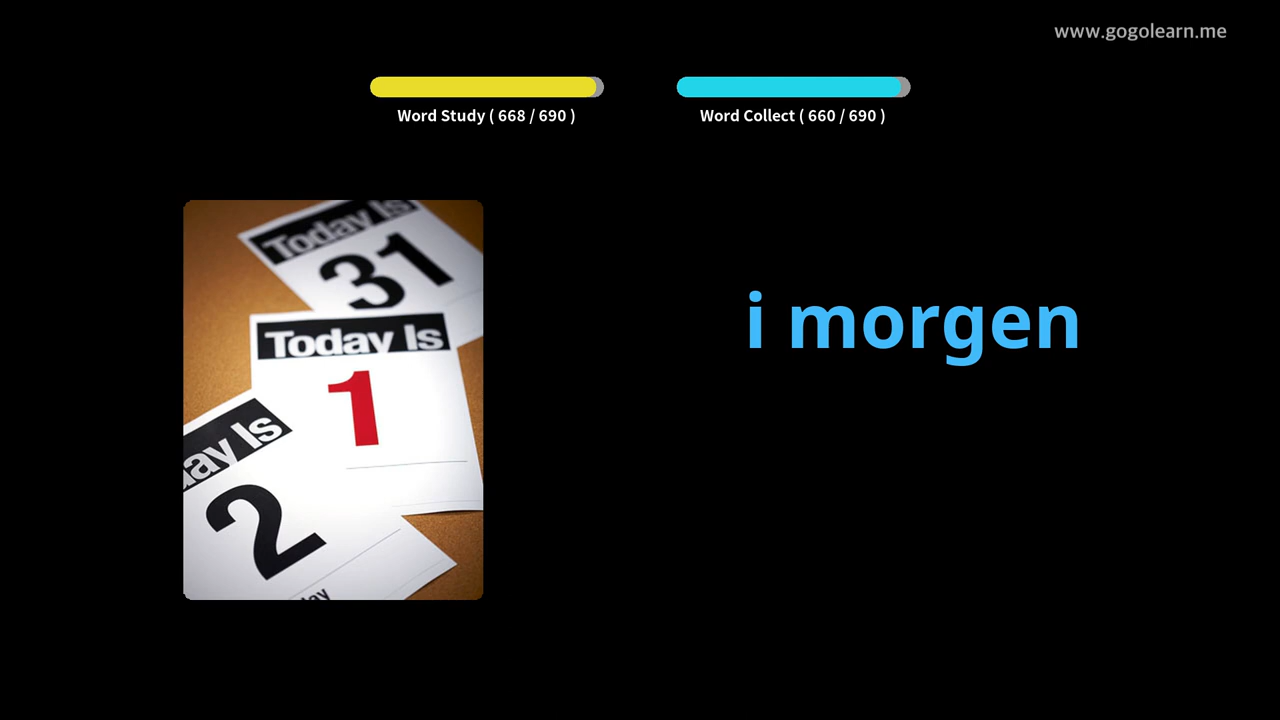 www.gogolearn.me
Word Study ( 668 / 690 )
Word Collect ( 660 / 690 )
Today Is
31
Today Is
1
ay Is
2
i morgen